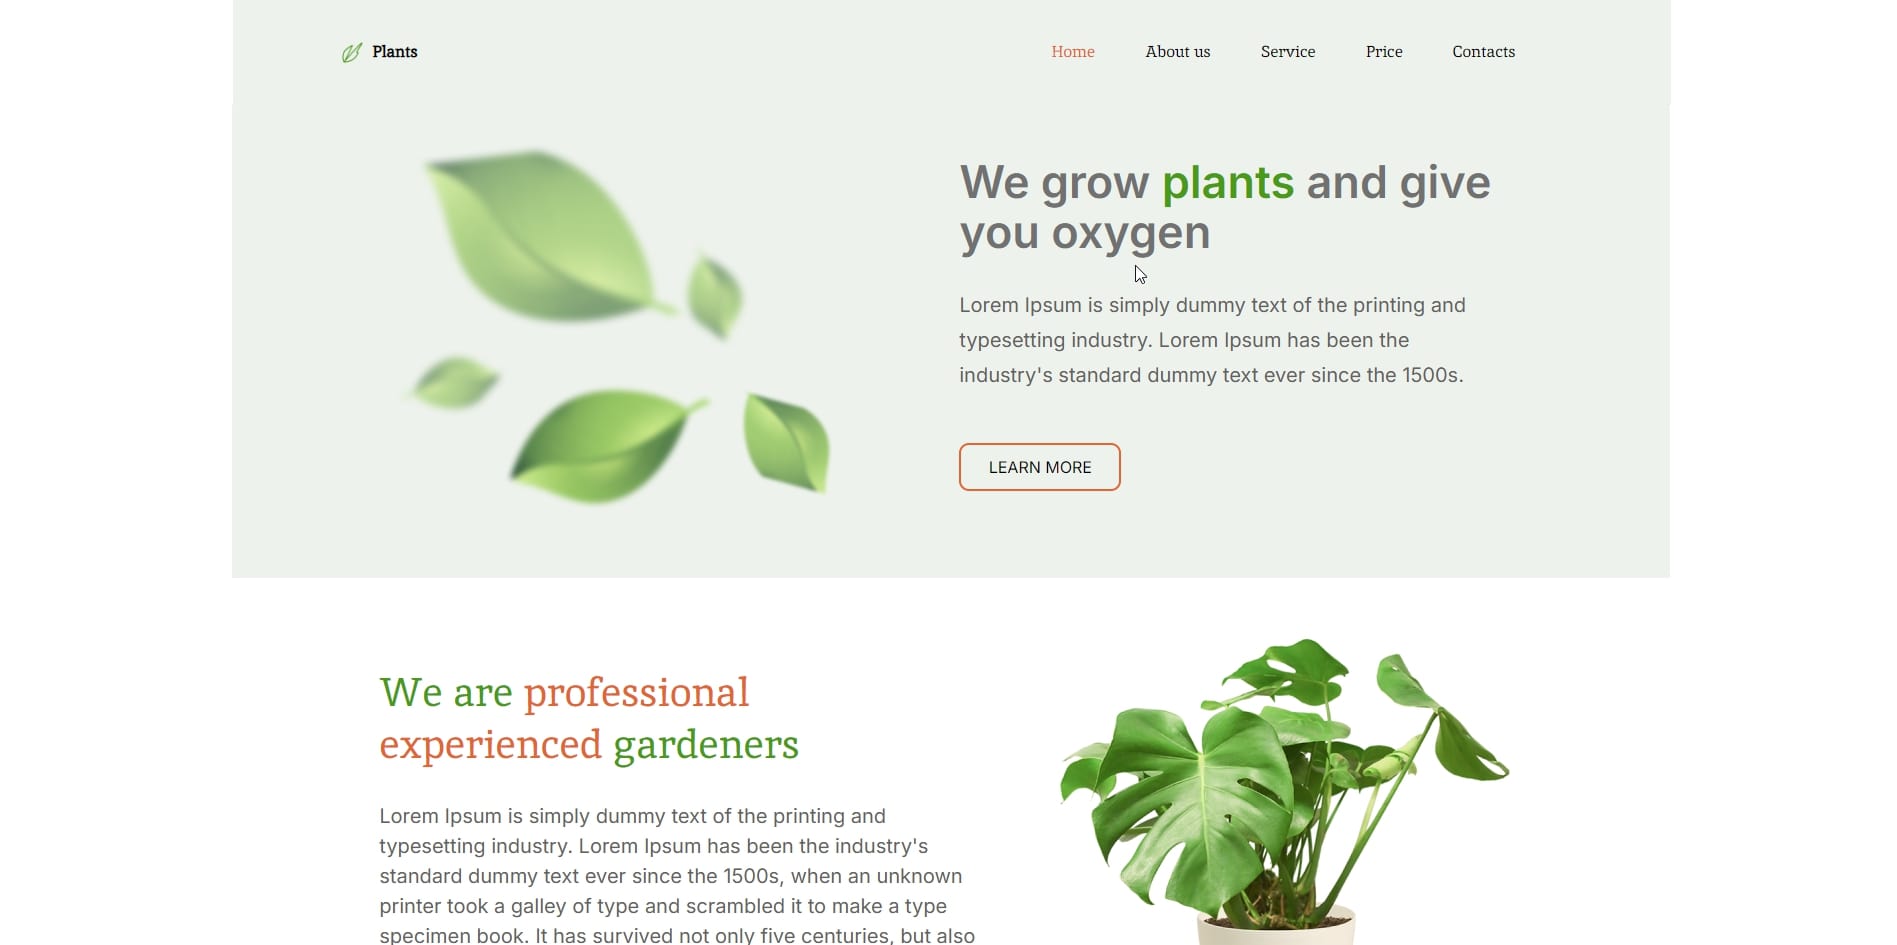 Plants
Home
About us
Service
Price
Contacts
We grow plants and give
you oxygen
Lorem Ipsum is simply dummy text of the printing and
typesetting industry. Lorem Ipsum has been the
industry's standard dummy text ever since the 1500s.
LEARN MORE
We are professional
experienced gardeners
Lorem Ipsum is simply dummy text of the printing and
typesetting industry. Lorem Ipsum has been the industry's
standard dummy text ever since the 1500s, when an unknown
printer took a galley of type and scrambled it to make a type
specimen book. It has survived not only five centuries, but also